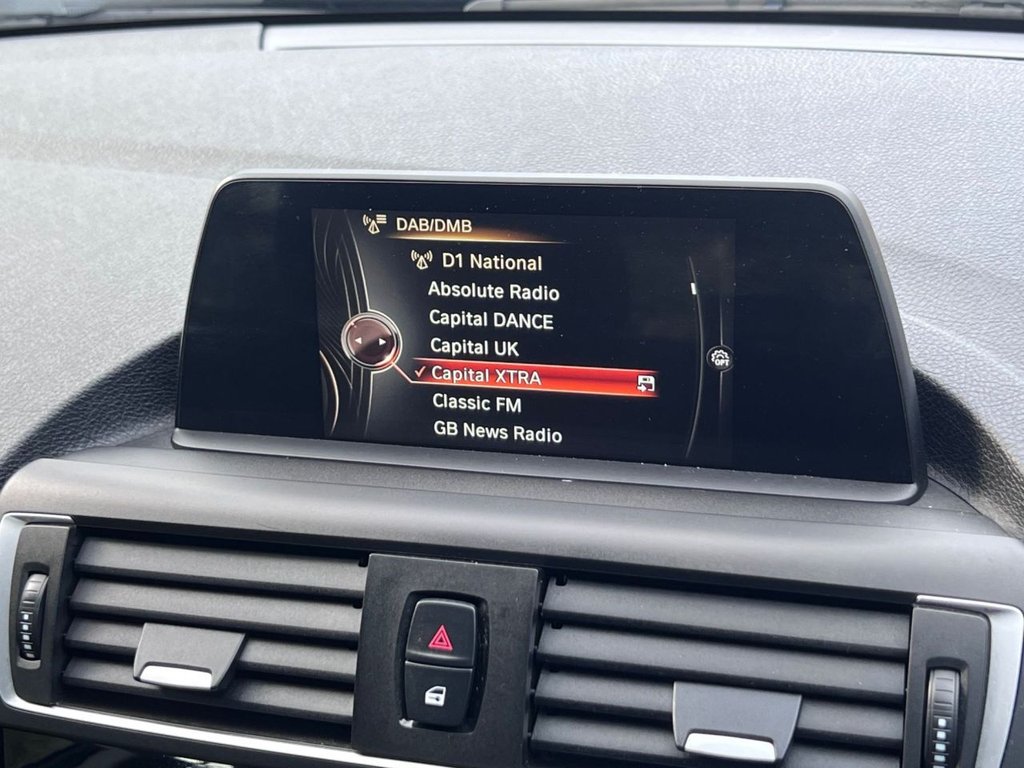 DAB/DMB
D1 National
Absolute Radio
Capital DANCE
Capital UK
Capital XTRA
OPT
Classic FM
GB News Radio